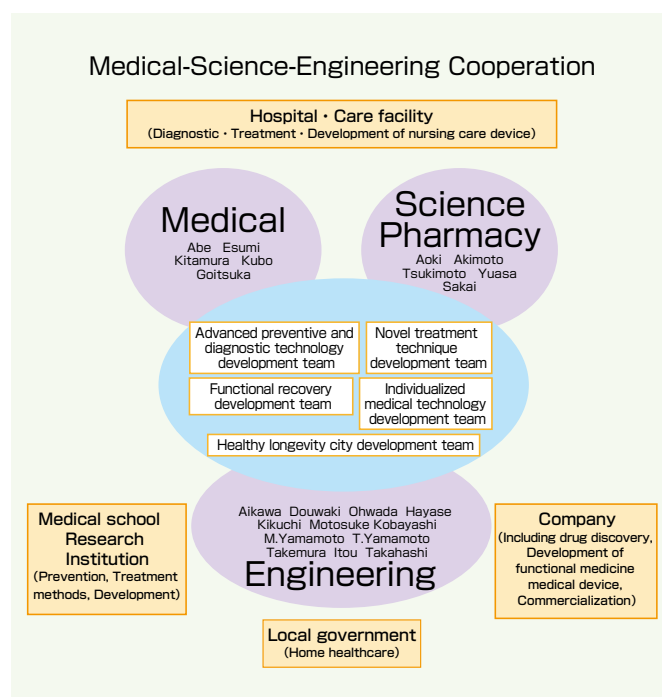 Medical-Science-Engineering Cooperation
Hospital・Care facility
(Diagnostic・Treatment・Development of nursing care device)
Medical
Abe Esumi
Kitamura Kubo
Goitsuka
Science
Pharmacy
Aoki Akimoto
Tsukimoto Yuasa
Sakai
Advanced preventive and
diagnostic technology
development team
Novel treatment
technique
development team
Functional recovery
development team
Individualized
medical technology
development team
Healthy longevity city development team
Aikawa Douwaki Ohwada Hayase
Kikuchi Motosuke Kobayashi
M.Yamamoto T.Yamamoto
Takemura Itou Takahashi
Engineering
Medical school
Research
Institution
(Prevention, Treatment
methods, Development)
Company
(Including drug discovery,
Development of
functional medicine
medical device,
Commercialization)
Local government
(Home healthcare)